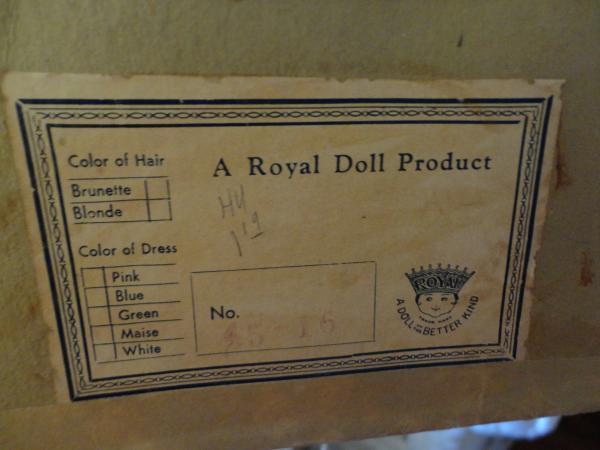 Color of Hair
Brunette
Blonde
A Royal Doll Product
Color of Dress
Pink
Blue
Green
Maise
White
No.
16
ROYAL
TRADE MARK
A DOLL OF THE BETTER KIND